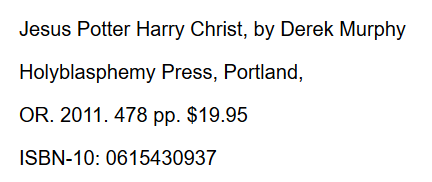 Jesus Potter Harry Christ, by Derek Murphy
Holyblasphemy Press, Portland,
OR. 2011. 478 pp. $19.95
ISBN-10: 0615430937